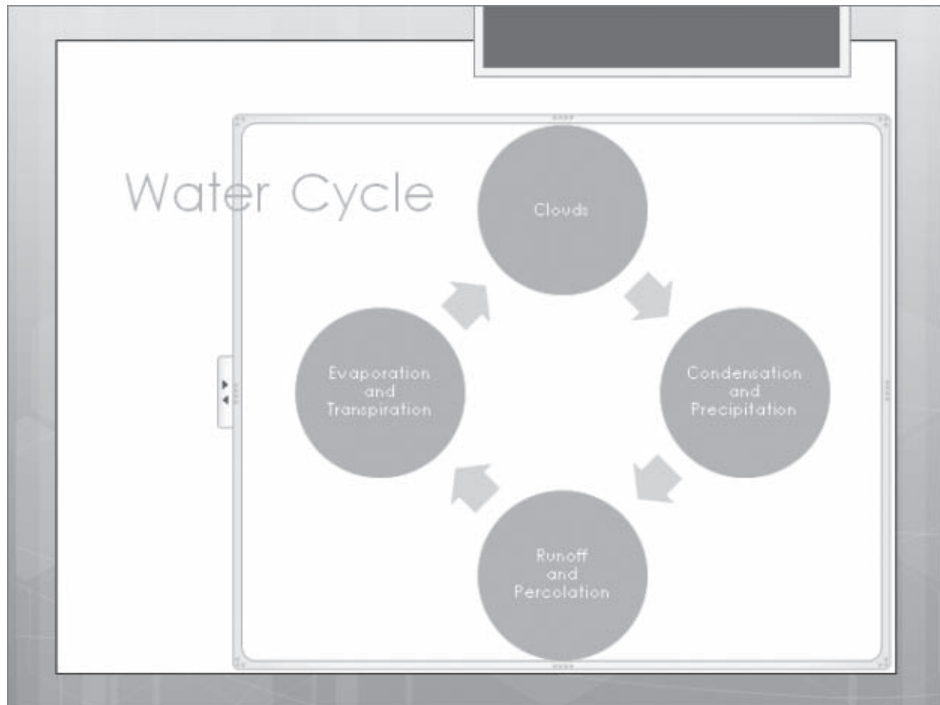 Water Cycle
Clouds
Condensation
and
Precipitation
Runoff
and
Percolation
Evaporation
and
Transpiration